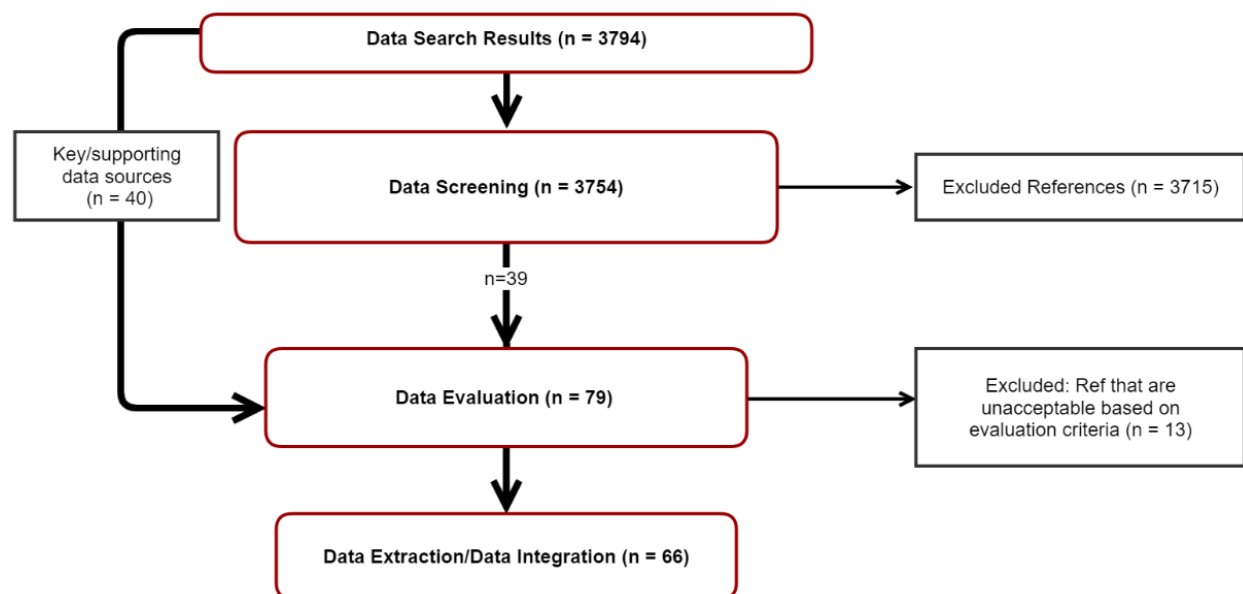 Data Search Results (n = 3794)
Key/supporting
data sources
(n = 40)
Data Screening (n = 3754)
Excluded References (n = 3715)
n=39
Data Evaluation (n = 79)
Excluded: Ref that are
unacceptable based on
evaluation criteria (n = 13)
Data Extraction/Data Integration (n = 66)